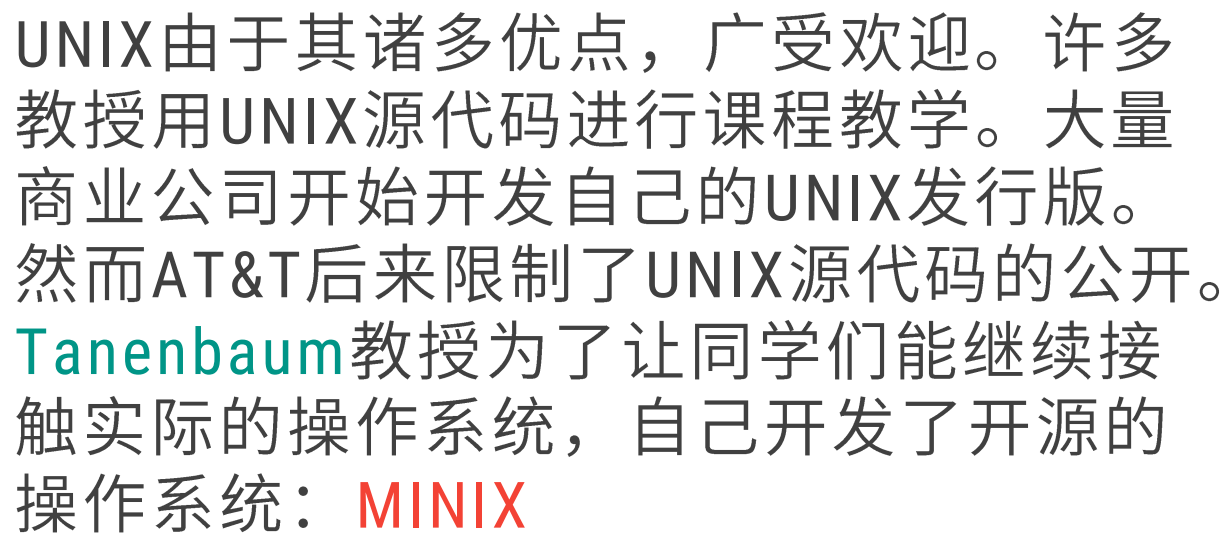 UNIX由于其诸多优点，广受欢迎。许多
教授用UNIX源代码进行课程教学。大量
商业公司开始开发自己的UNIX发行版。
然而AT&T后来限制了UNIX源代码的公开。
Tanenbaum教授为了让同学们能继续接
触实际的操作系统，自己开发了开源的
操作系统：MINIX